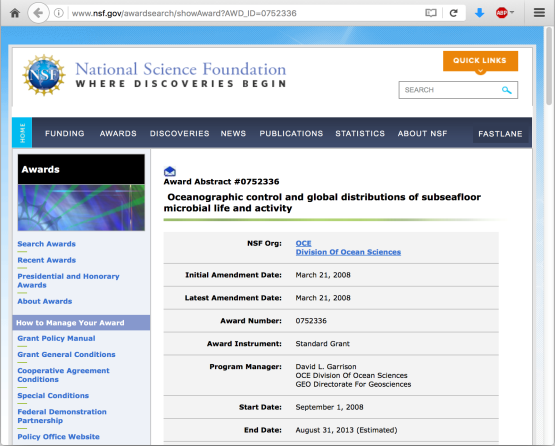 www.nsf.gov/awardsearch/showAward?AWD_ID=0752336
ABP
NSF
National Science Foundation
WHERE DISCOVERIES BEGIN
QUICK LINKS
SEARCH
HOME
FUNDING AWARDS DISCOVERIES NEWS PUBLICATIONS STATISTICS ABOUT NSF FASTLANE
Awards
Search Awards
Recent Awards
Presidential and Honorary
Awards
About Awards
How to Manage Your Award
Grant Policy Manual
Grant General Conditions
Cooperative Agreement
Conditions
Special Conditions
Federal Demonstration
Partnership
Policy Office Website
Award Abstract #0752336
Oceanographic control and global distributions of subseafloor
microbial life and activity
NSF Org: OCE
Division Of Ocean Sciences
Initial Amendment Date: March 21, 2008
Latest Amendment Date: March 21, 2008
Award Number: 0752336
Award Instrument: Standard Grant
Program Manager: David L. Garrison
OCE Division Of Ocean Sciences
GEO Directorate For Geosciences
Start Date: September 1, 2008
End Date: August 31, 2013 (Estimated)